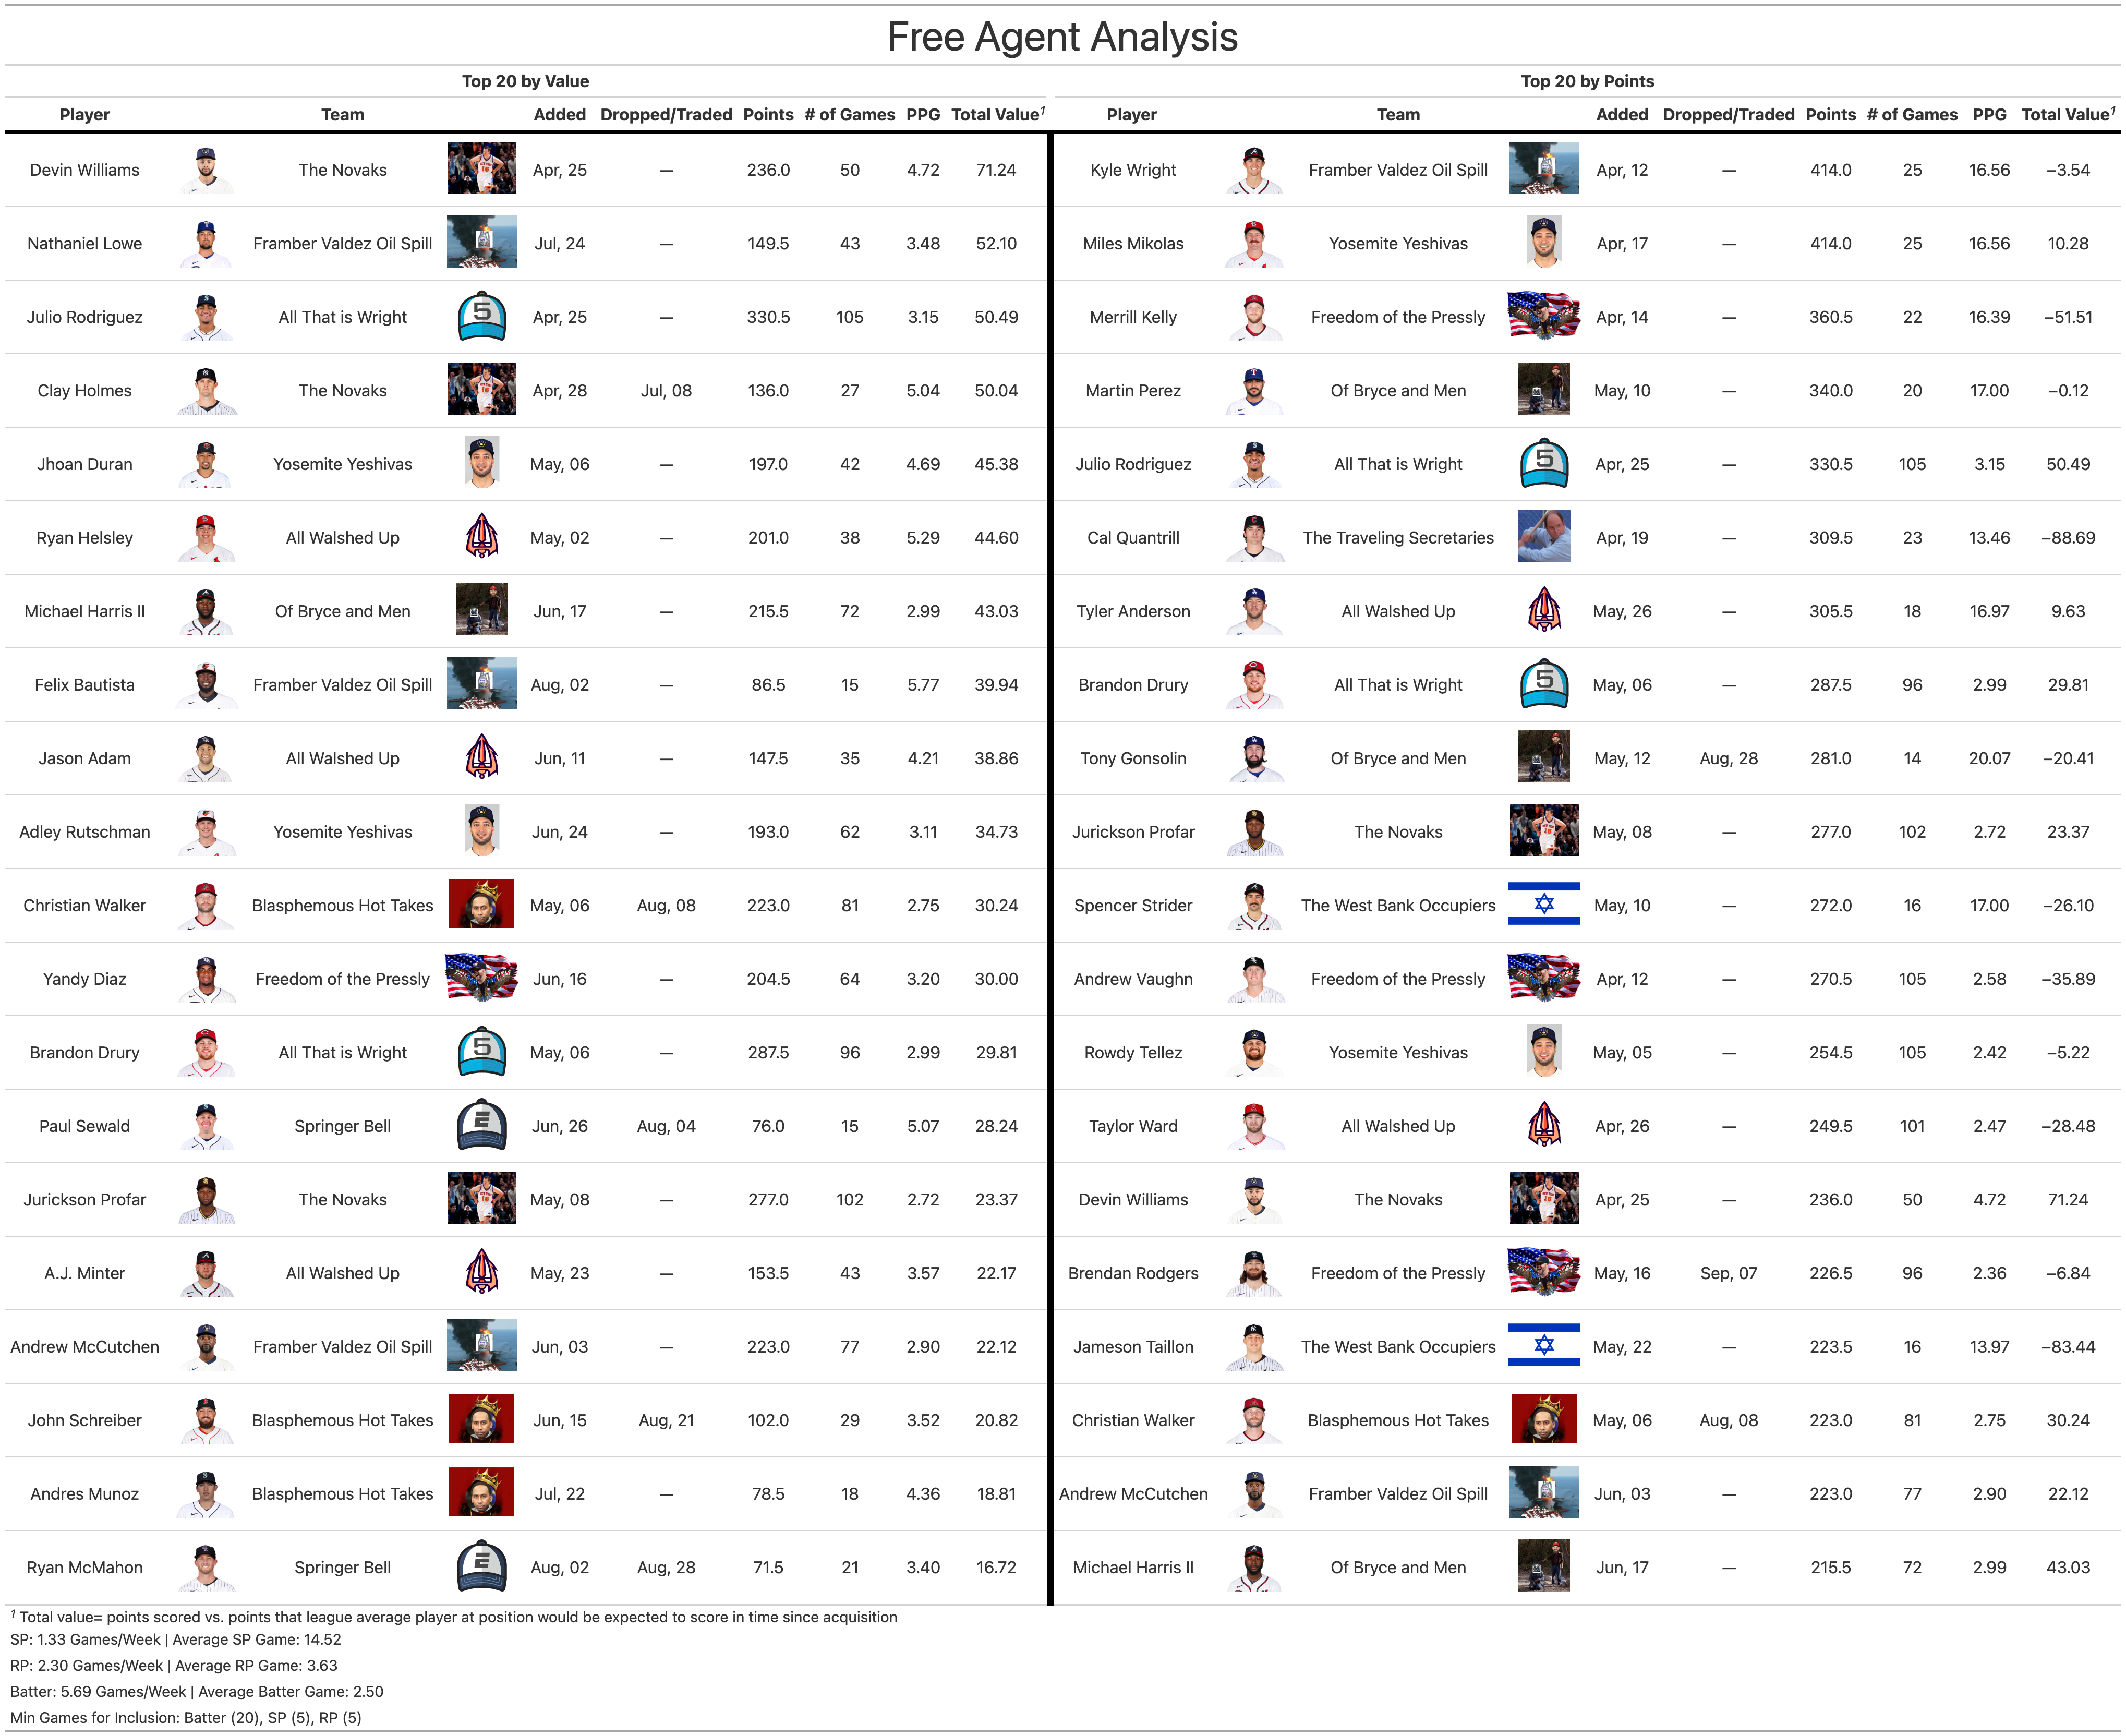 Free Agent Analysis
Top 20 by Value Top 20 by Points
Player Team Added Dropped/Traded Points # of Games PPG Total Value1 Player Team Added Dropped/Traded Points # of Games PPG Total Value1
Devin Williams The Novaks Apr, 25 — 236.0 50 4.72 71.24 Kyle Wright Framber Valdez Oil Spill Apr, 12 — 414.0 25 16.56 −3.54
Nathaniel Lowe Framber Valdez Oil Spill Jul, 24 — 149.5 43 3.48 52.10 Miles Mikolas Yosemite Yeshivas Apr, 17 — 414.0 25 16.56 10.28
Julio Rodriguez All That is Wright 5 Apr, 25 — 330.5 105 3.15 50.49 Merrill Kelly Freedom of the Pressly Apr, 14 — 360.5 22 16.39 −51.51
Clay Holmes The Novaks Apr, 28 Jul, 08 136.0 27 5.04 50.04 Martin Perez Of Bryce and Men May, 10 — 340.0 20 17.00 −0.12
Jhoan Duran Yosemite Yeshivas May, 06 — 197.0 42 4.69 45.38 Julio Rodriguez All That is Wright 5 Apr, 25 — 330.5 105 3.15 50.49
Ryan Helsley All Walshed Up May, 02 — 201.0 38 5.29 44.60 Cal Quantrill The Traveling Secretaries Apr, 19 — 309.5 23 13.46 −88.69
Michael Harris II Of Bryce and Men Jun, 17 — 215.5 72 2.99 43.03 Tyler Anderson All Walshed Up May, 26 — 305.5 18 16.97 9.63
Felix Bautista Framber Valdez Oil Spill Aug, 02 — 86.5 15 5.77 39.94 Brandon Drury All That is Wright 5 May, 06 — 287.5 96 2.99 29.81
Jason Adam All Walshed Up Jun, 11 — 147.5 35 4.21 38.86 Tony Gonsolin Of Bryce and Men May, 12 Aug, 28 281.0 14 20.07 −20.41
Adley Rutschman Yosemite Yeshivas Jun, 24 — 193.0 62 3.11 34.73 Jurickson Profar The Novaks May, 08 — 277.0 102 2.72 23.37
Christian Walker Blasphemous Hot Takes May, 06 Aug, 08 223.0 81 2.75 30.24 Spencer Strider The West Bank Occupiers May, 10 — 272.0 16 17.00 −26.10
Yandy Diaz Freedom of the Pressly Jun, 16 — 204.5 64 3.20 30.00 Andrew Vaughn Freedom of the Pressly Apr, 12 — 270.5 105 2.58 −35.89
Brandon Drury All That is Wright 5 May, 06 — 287.5 96 2.99 29.81 Rowdy Tellez Yosemite Yeshivas May, 05 — 254.5 105 2.42 −5.22
Paul Sewald Springer Bell E Jun, 26 Aug, 04 76.0 15 5.07 28.24 Taylor Ward All Walshed Up Apr, 26 — 249.5 101 2.47 −28.48
Jurickson Profar The Novaks May, 08 — 277.0 102 2.72 23.37 Devin Williams The Novaks Apr, 25 — 236.0 50 4.72 71.24
A.J. Minter All Walshed Up May, 23 — 153.5 43 3.57 22.17 Brendan Rodgers Freedom of the Pressly May, 16 Sep, 07 226.5 96 2.36 −6.84
Andrew McCutchen Framber Valdez Oil Spill Jun, 03 — 223.0 77 2.90 22.12 Jameson Taillon The West Bank Occupiers May, 22 — 223.5 16 13.97 −83.44
John Schreiber Blasphemous Hot Takes Jun, 15 Aug, 21 102.0 29 3.52 20.82 Christian Walker Blasphemous Hot Takes May, 06 Aug, 08 223.0 81 2.75 30.24
Andres Munoz Blasphemous Hot Takes Jul, 22 — 78.5 18 4.36 18.81 Andrew McCutchen Framber Valdez Oil Spill Jun, 03 — 223.0 77 2.90 22.12
Ryan McMahon Springer Bell E Aug, 02 Aug, 28 71.5 21 3.40 16.72 Michael Harris II Of Bryce and Men Jun, 17 — 215.5 72 2.99 43.03
1 Total value= points scored vs. points that league average player at position would be expected to score in time since acquisition
SP: 1.33 Games/Week | Average SP Game: 14.52
RP: 2.30 Games/Week | Average RP Game: 3.63
Batter: 5.69 Games/Week | Average Batter Game: 2.50
Min Games for Inclusion: Batter (20), SP (5), RP (5)